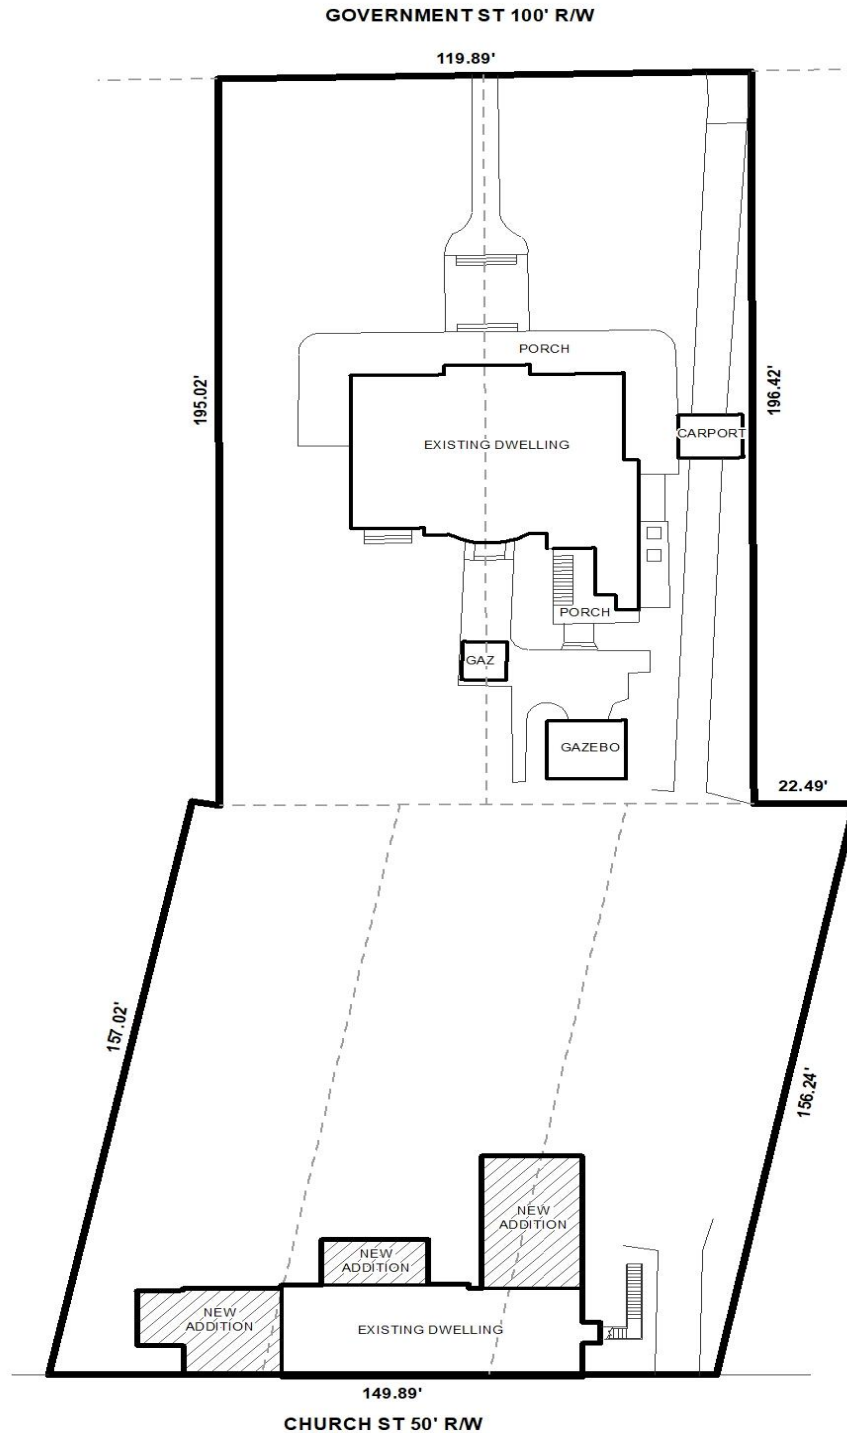 GOVERNMENT ST 100' R/W
119.89'
195.02'
196.42'
PORCH
CARPORT
EXISTING DWELLING
PORCH
GAZ
GAZEBO
22.49'
157.02'
156.24'
NEW
ADDITION
NEW
ADDITION
NEW
ADDITION
EXISTING DWELLING
149.89'
CHURCH ST 50' R/W